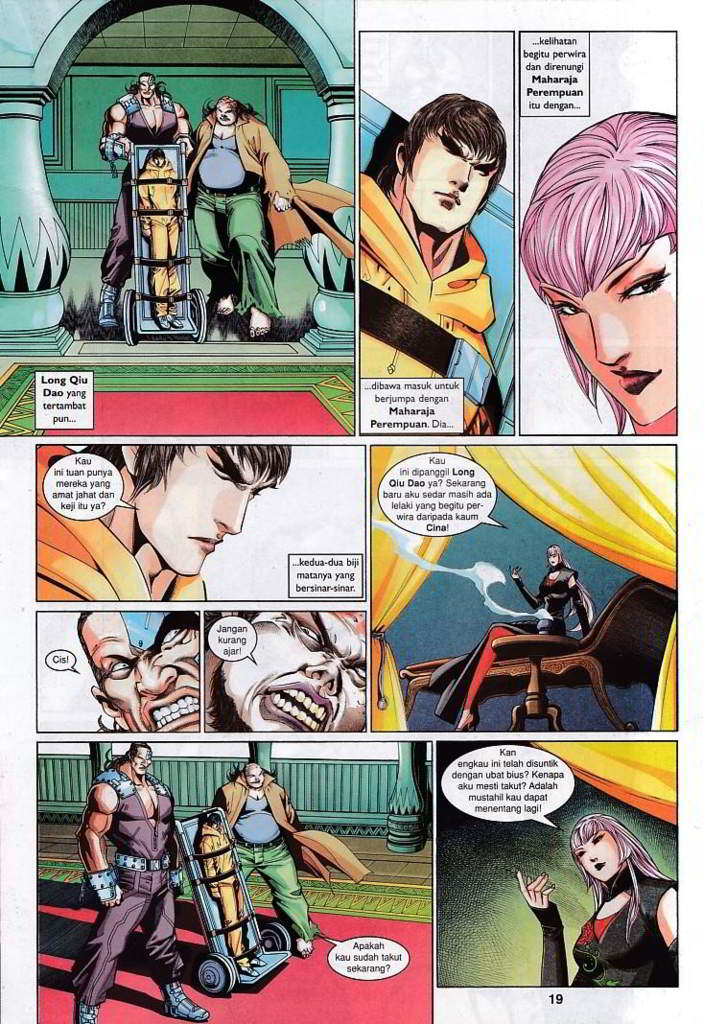 Long Qiu
Dao yang
tertambat
pun...
...dibawa masuk untuk
berjumpa dengan
Maharaja
Perempuan. Dia...
...kelihatan
begitu perwira
dan direnungi
Maharaja
Perempuan
itu dengan...
Kau
ini tuan punya
mereka yang
amat jahat dan
keji itu ya?
...kedua-dua biji
matanya yang
bersinar-sinar.
Kau
ini dipanggil Long
Qiu Dao ya? Sekarang
baru aku sedar masih ada
lelaki yang begitu per-
wira daripada kaum
Cina!
Cis!
Jangan
kurang
ajar!
Apakah
kau sudah takut
sekarang?
Kan
engkau ini telah disuntik
dengan ubat bius? Kenapa
aku mesti takut? Adalah
mustahil kau dapat
menentang lagi!
19